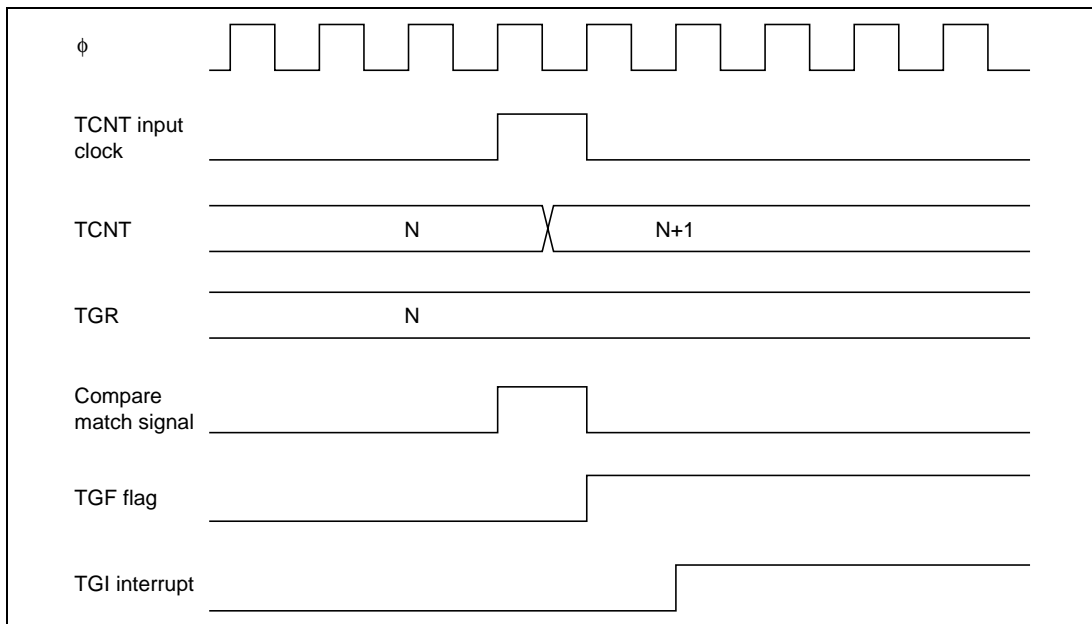 ϕ
TCNT input
clock
TCNT
N
N+1
TGR
N
Compare
match signal
TGF flag
TGI interrupt